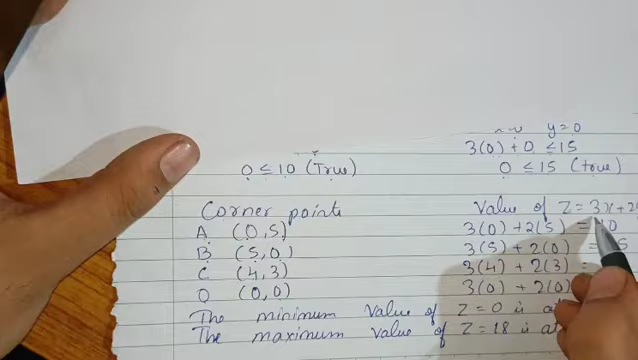 y=0
3(0)+0 ≤15
0 ≤ 10 (True)
0 ≤ 15 (true)
Corner points
Value of Z = 3x+2
A (0,5)
3(0) + 2(5) = 10
B (5,0)
3(5) + 2(0) = 15
C (4,3)
3(4) + 2(3) =
O (0,0)
3(0) + 2(0)
The minimum value of Z = 0 is at
The maximum value of Z = 18 is at